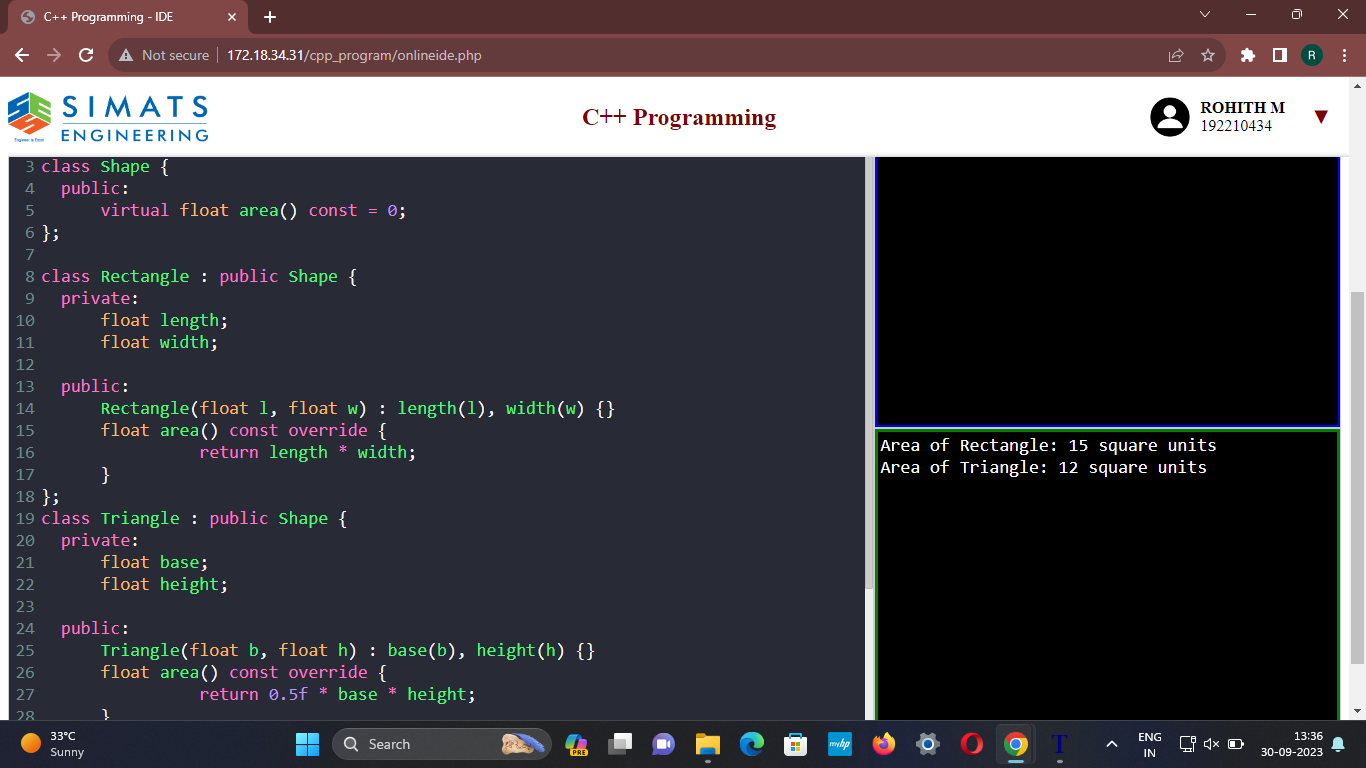 C++ Programming - IDE
Not secure 172.18.34.31/cpp_program/onlineide.php
R
SIMATS
ENGINEERING
Engineer to Excel
C++ Programming
ROHITH M
192210434
3 class Shape {
4 public:
5 virtual float area() const = 0;
6 };
7
8 class Rectangle : public Shape {
9 private:
10 float length;
11 float width;
12
13 public:
14 Rectangle(float l, float w) : length(l), width(w) {}
15 float area() const override {
16 return length * width;
17 }
18 };
19 class Triangle : public Shape {
20 private:
21 float base;
22 float height;
23
24 public:
25 Triangle(float b, float h) : base(b), height(h) {}
26 float area() const override {
27 return 0.5f * base * height;
28 }
Area of Rectangle: 15 square units
Area of Triangle: 12 square units
33°C
Sunny
Search
PRE
myhp
T
ENG
IN
13:36
30-09-2023